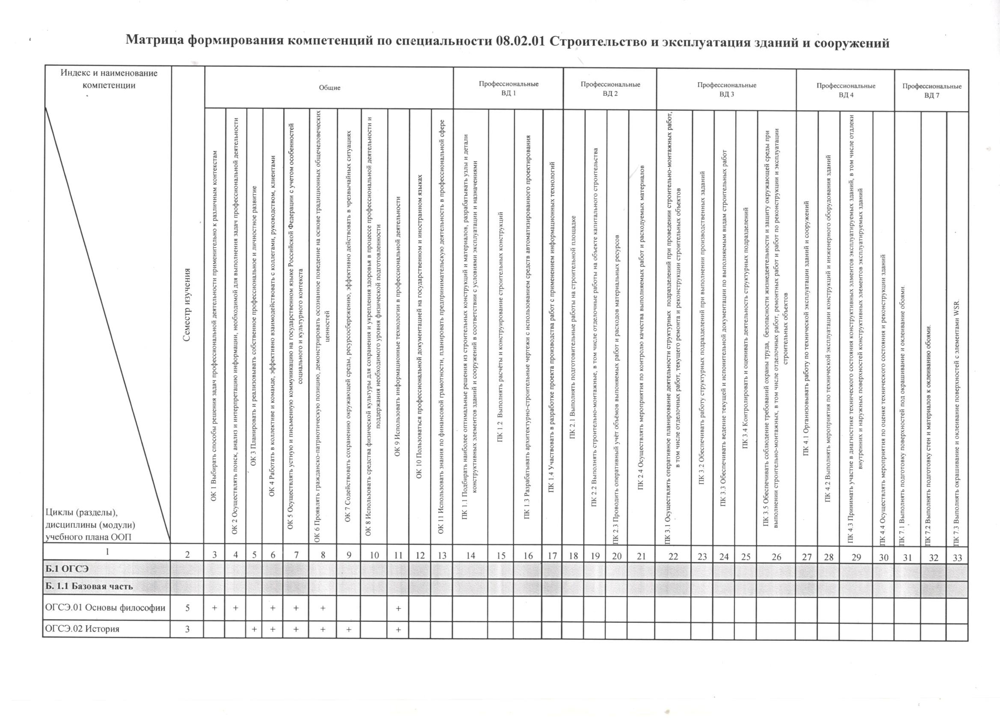 Матрица формирования компетенций по специальности 08.02.01 Строительство и эксплуатация зданий и сооружений
Индекс и наименование
компетенции
Циклы (разделы),
дисциплины (модули)
учебного плана ООП
Семестр изучения
Общие
Профессиональные
ВД 1
Профессиональные
ВД 2
Профессиональные
ВД 3
Профессиональные
ВД 4
Профессиональные
ВД 7
ОК 1 Выбирать способы решения задач профессиональной деятельности применительно к различным контекстам
ОК 2 Осуществлять поиск, анализ и интерпретацию информации, необходимой для выполнения задач профессиональной деятельности
ОК 3 Планировать и реализовывать собственное профессиональное и личностное развитие
ОК 4 Работать в коллективе и команде, эффективно взаимодействовать с коллегами, руководством, клиентами
ОК 5 Осуществлять устную и письменную коммуникацию на государственном языке Российской Федерации с учетом особенностей
социального и культурного контекста
ОК 6 Проявлять гражданско-патриотическую позицию, демонстрировать осознанное поведение на основе традиционных общечеловеческих
ценностей
ОК 7 Содействовать сохранению окружающей среды, ресурсосбережению, эффективно действовать в чрезвычайных ситуациях
ОК 8 Использовать средства физической культуры для сохранения и укрепления здоровья в процессе профессиональной деятельности и
поддержания необходимого уровня физической подготовленности
ОК 9 Использовать информационные технологии в профессиональной деятельности
ОК 10 Пользоваться профессиональной документацией на государственном и иностранном языках
ОК 11 Использовать знания по финансовой грамотности, планировать предпринимательскую деятельность в профессиональной сфере
ПК 1.1 Подбирать наиболее оптимальные решения из строительных конструкций и материалов, разрабатывать узлы и детали
конструктивных элементов зданий и сооружений в соответствии с условиями эксплуатации и назначениями
ПК 1.2 Выполнять расчёты и конструирование строительных конструкций
ПК 1.3 Разрабатывать архитектурно-строительные чертежи с использованием средств автоматизированного проектирования
ПК 1.4 Участвовать в разработке проекта производства работ с применением информационных технологий
ПК 2.1 Выполнять подготовительные работы на строительной площадке
ПК 2.2 Выполнять строительно-монтажные, в том числе отделочные работы на объекте капитального строительства
ПК 2.3 Проводить оперативный учёт объёмов выпоняемых работ и расходов материальных ресурсов
ПК 2.4 Осуществлять мероприятия по контролю качества выполняемых работ и расходуемых материалов
ПК 3.1 Осуществлять оперативное планирование деятельности структурных подразделений при проведении строительно-монтажных работ,
в том числе отделочных работ, текущего ремонта и реконструкции строительных объектов
ПК 3.2 Обеспечивать работу структурных подразделений при выполнении производственных заданий
ПК 3.3 Обеспечивать ведение текущей и испонительной документации по выполняемым видам строительных работ
ПК 3.4 Контролировать и оценивать деятельность структурных подразделений
ПК 3.5 Обеспечивать соблюдение требований охраны труда, безопасности жизнедеятельности и защиту окружающей среды при
выполнении строительно-монтажных, в том числе отделочных работ, ремонтных работ и работ по реконструкции и эксплуатации
строительных объектов
ПК 4.1 Организовывать работу по технической эксплуатации зданий и сооружений
ПК 4.2 Выполнять мероприятия по технической эксплуатации конструкций и инженерного оборудования зданий
ПК 4.3 Принимать участие в диагностике технического состояния конструктивных элментов эксплуатируемых зданий, в том числе отдлеки
внутренних и наружных поверхностей конструктивных элементов эксплуатируемых зданий
ПК 4.4 Осуществлять мероприятия по оценке технического состояния и реконструкции зданий
ПК 7.1 Выполнять подготовку поверхностей под окрашивание и оклеивание обоями.
ПК 7.2 Выполнять подготовку стен и материалов к оклеиванию обоями.
ПК 7.3 Выполнять окрашивание и оклеивание поверхностей с элементами WSR.
1 2 3 4 5 6 7 8 9 10 11 12 13 14 15 16 17 18 19 20 21 22 23 24 25 26 27 28 29 30 31 32 33
Б.1 ОГСЭ
Б. 1.1 Базовая часть
ОГСЭ.01 Основы философии 5 + + + + + +
ОГСЭ.02 История 3 + + + + + +